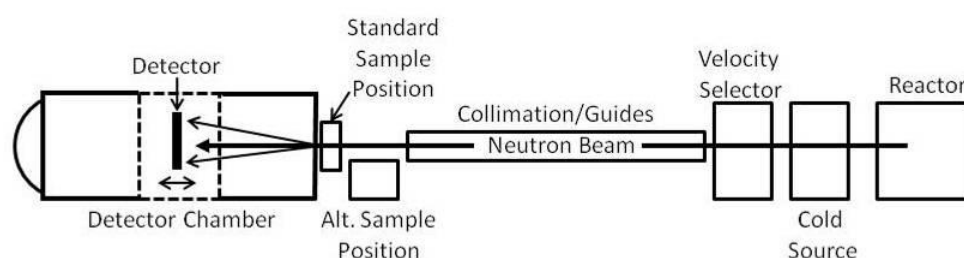 Standard
Sample
Position
Detector
Velocity
Selector
Reactor
Collimation/Guides
Neutron Beam
Detector Chamber
Alt. Sample
Position
Cold
Source